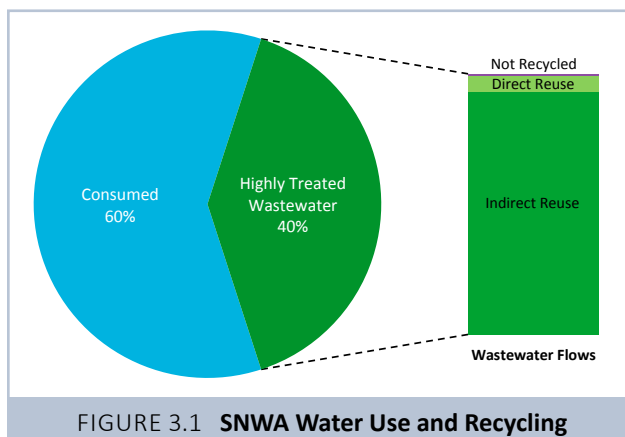 Not Recycled
Direct Reuse
Consumed
60%
Highly Treated
Wastewater
40%
Indirect Reuse
Wastewater Flows
FIGURE 3.1 SNWA Water Use and Recycling